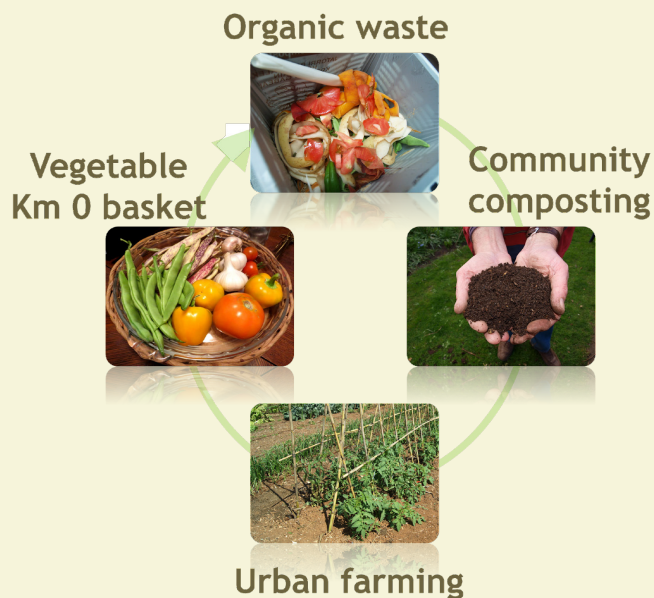 Organic waste
Community
composting
Urban farming
Vegetable
Km 0 basket